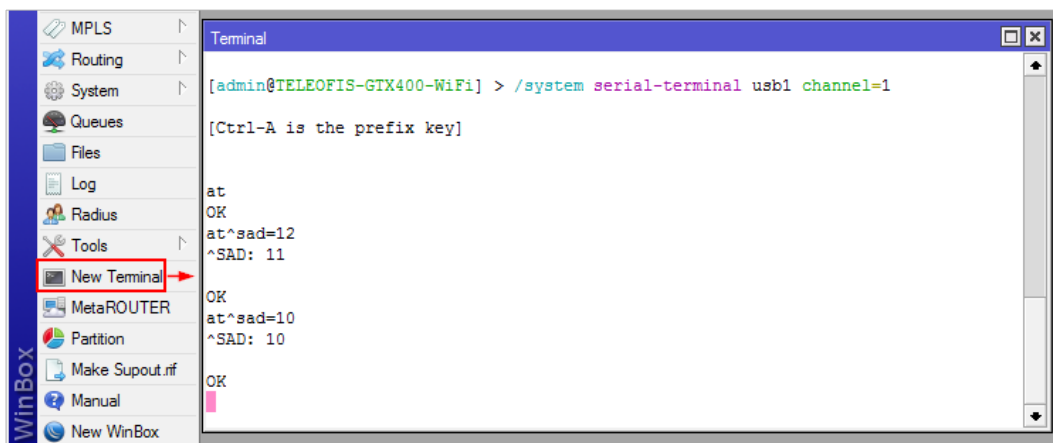 MPLS
Routing
System
Queues
Files
Log
Radius
Tools
New Terminal
MetaROUTER
Partition
Make Supout.rif
Manual
New WinBox
WinBox
Terminal
[admin@TELEOFIS-GTX400-WiFi] > /system serial-terminal usb1 channel=1
[Ctrl-A is the prefix key]
at
OK
at^sad=12
^SAD: 11
OK
at^sad=10
^SAD: 10
OK